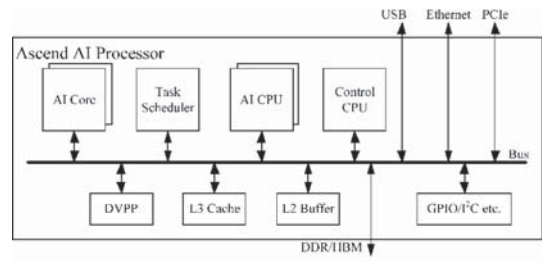 USB Ethernet PCIe
Ascend AI Processor
AI Core
Task
Scheduler
AI CPU
Control
CPU
Bus
DVPP
L3 Cache
L2 Buffer
GPIO/I²C etc.
DDR/HBM